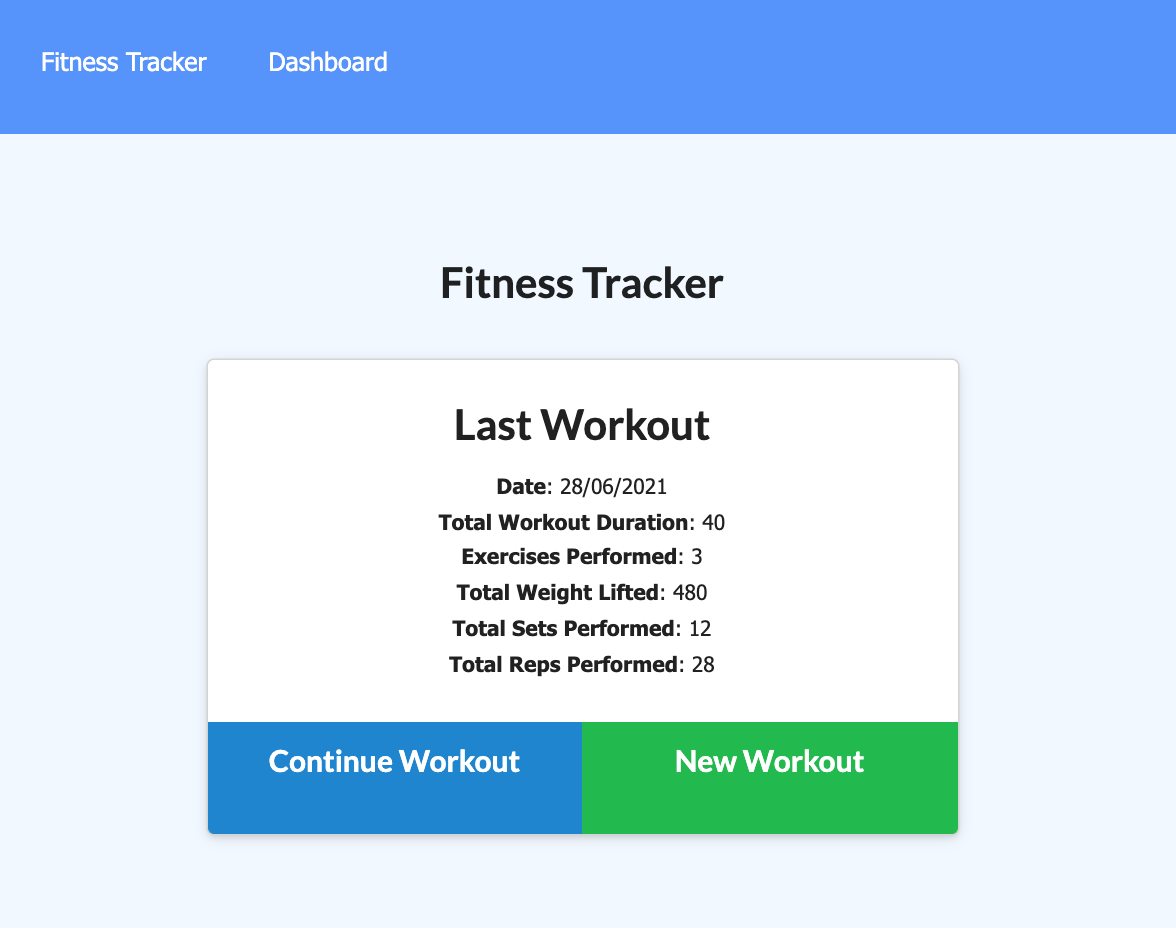 Fitness Tracker Dashboard
Fitness Tracker
Last Workout
Date: 28/06/2021
Total Workout Duration: 40
Exercises Performed: 3
Total Weight Lifted: 480
Total Sets Performed: 12
Total Reps Performed: 28
Continue Workout New Workout